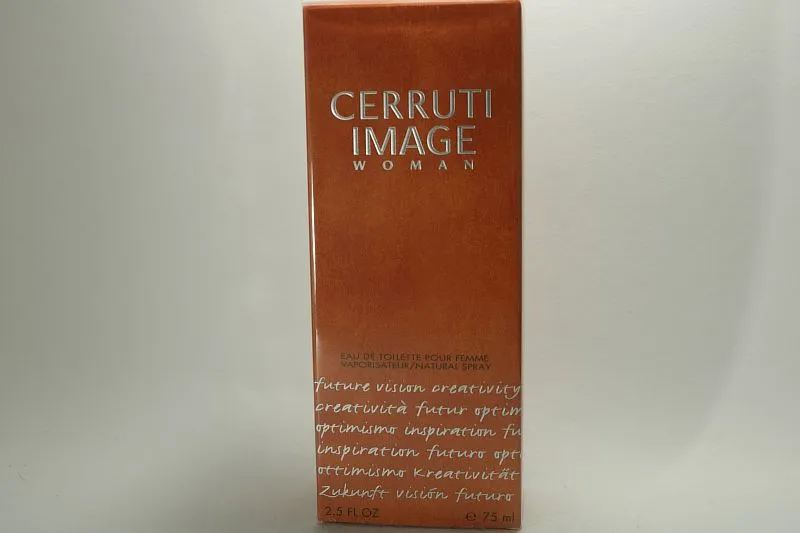 CERRUTI
IMAGE
WOMAN
EAU DE TOILETTE POUR FEMME
VAPORISATEUR/NATURAL SPRAY
future vision creativity
creatività futur optim
optimismo inspiration fu
inspiration futuro opt
ottimismo Kreativität
Zukunft visión futuro
2.5 FL OZ ℮ 75 ml